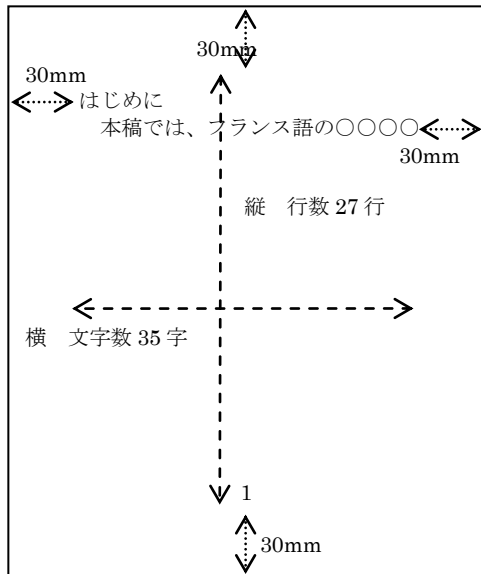 30mm
30mm
はじめに
本稿では、フランス語の○○○○
30mm
縦　行数 27 行
横　文字数 35 字
1
30mm